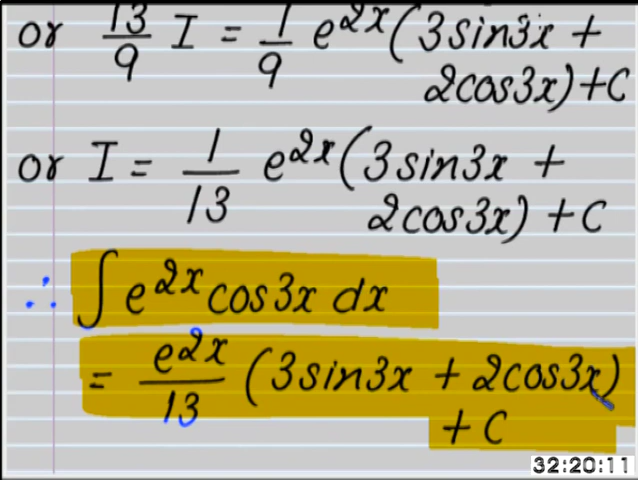 or 13/9 I = 1/9 e^2x (3sin3x +
2cos3x) + C
or I = 1/13 e^2x (3sin3x +
2cos3x) + C
∴ ∫ e^2x cos3x dx
= e^2x/13 (3sin3x + 2cos3x)
+ C
32:20:11